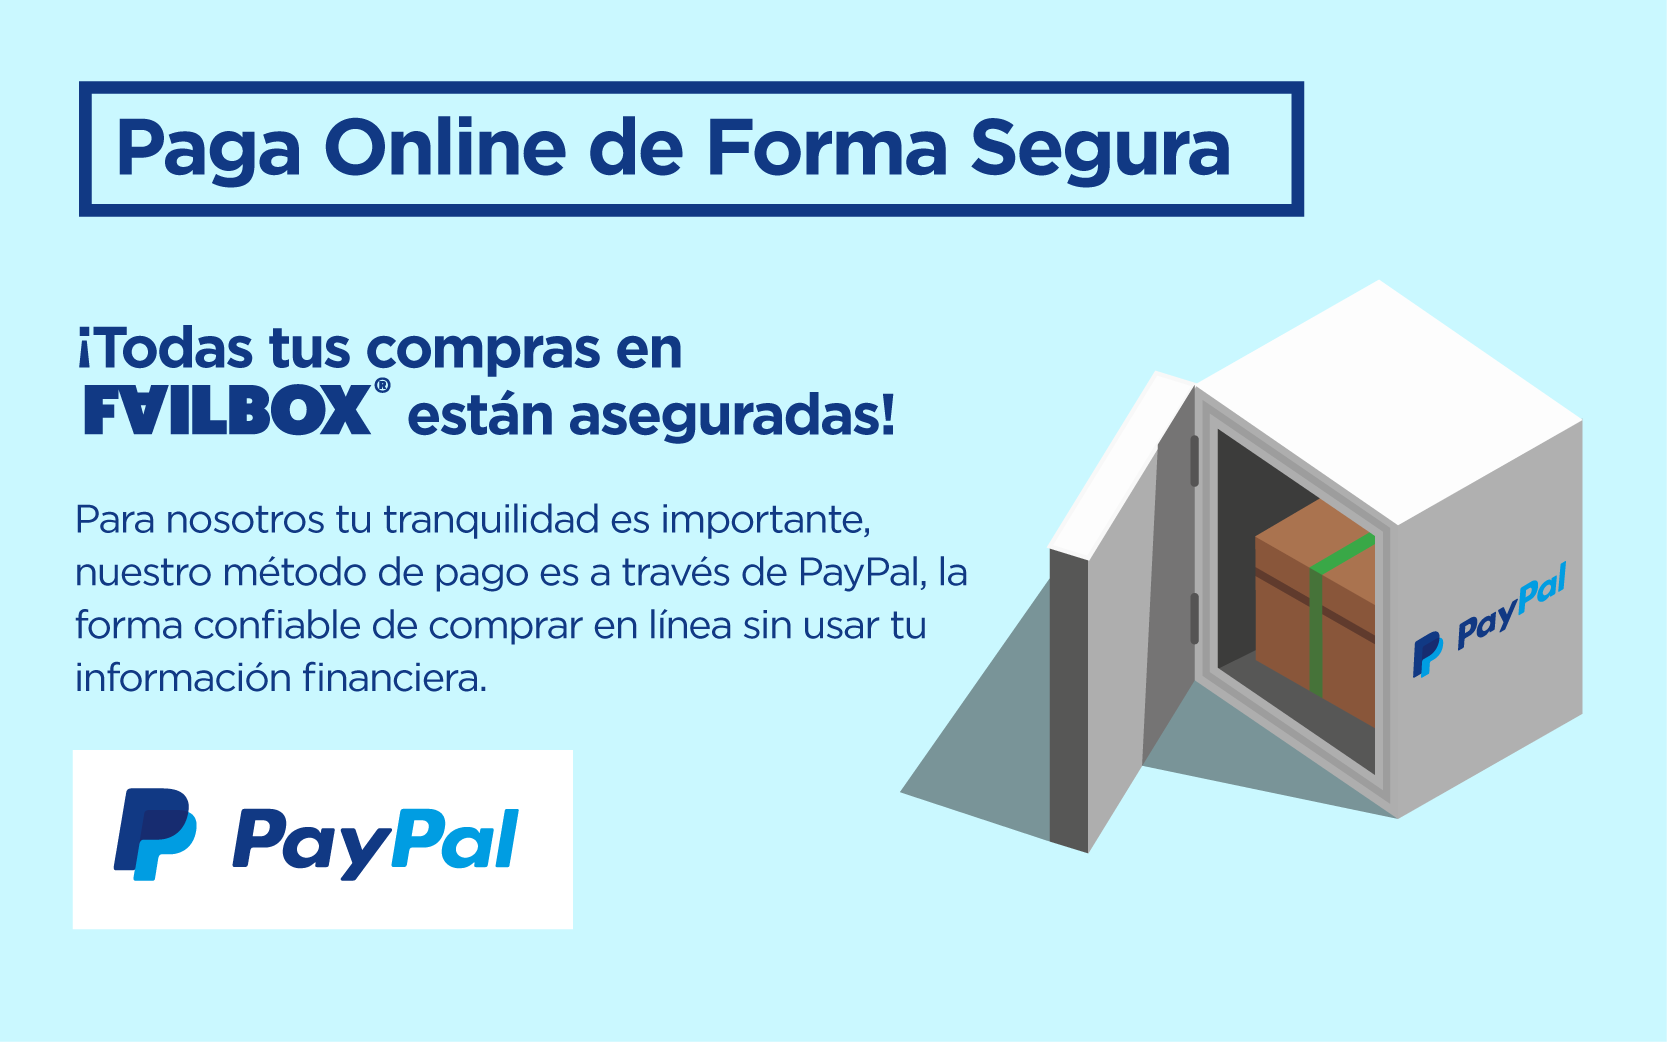 Paga Online de Forma Segura
¡Todas tus compras en
FAILBOX® están aseguradas!
Para nosotros tu tranquilidad es importante,
nuestro método de pago es a través de PayPal, la
forma confiable de comprar en línea sin usar tu
información financiera.
PayPal
PayPal